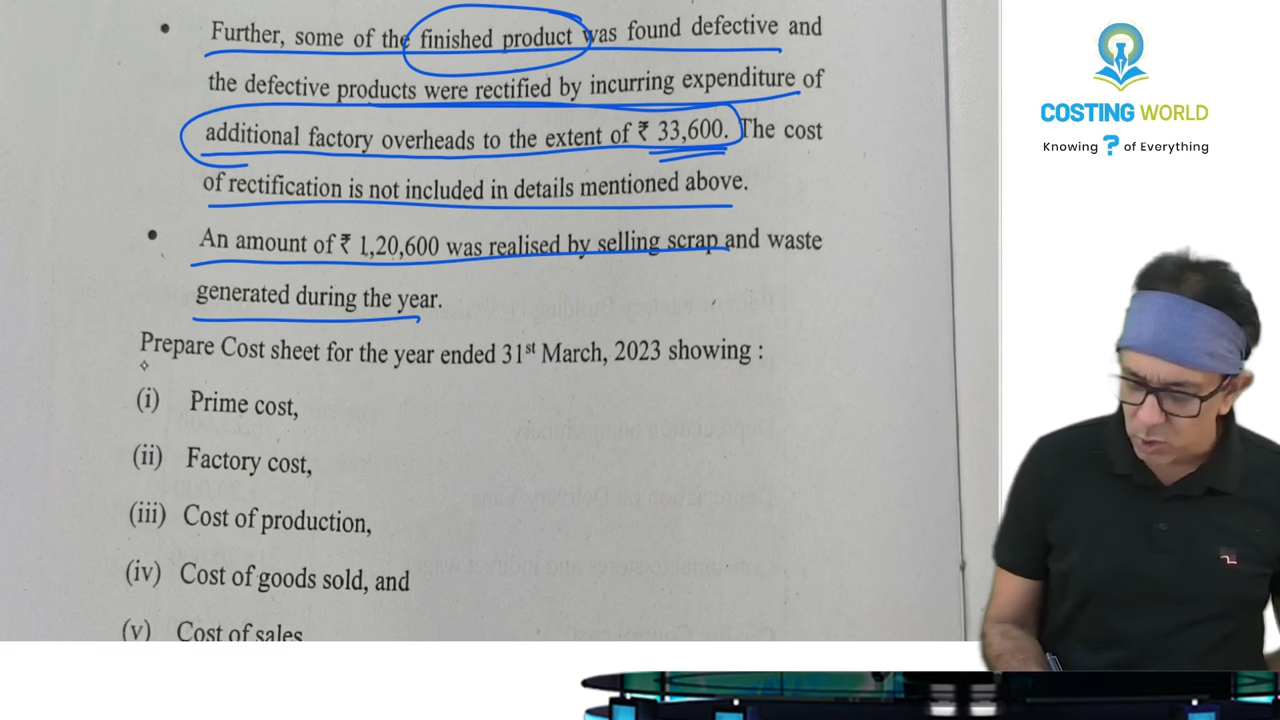 Further, some of the finished product was found defective and
the defective products were rectified by incurring expenditure of
additional factory overheads to the extent of ₹ 33,600. The cost
of rectification is not included in details mentioned above.
An amount of ₹ 1,20,600 was realised by selling scrap and waste
generated during the year.
Prepare Cost sheet for the year ended 31st March, 2023 showing :
(i) Prime cost,
(ii) Factory cost,
(iii) Cost of production,
(iv) Cost of goods sold, and
(v) Cost of sales
COSTING WORLD
Knowing ? of Everything